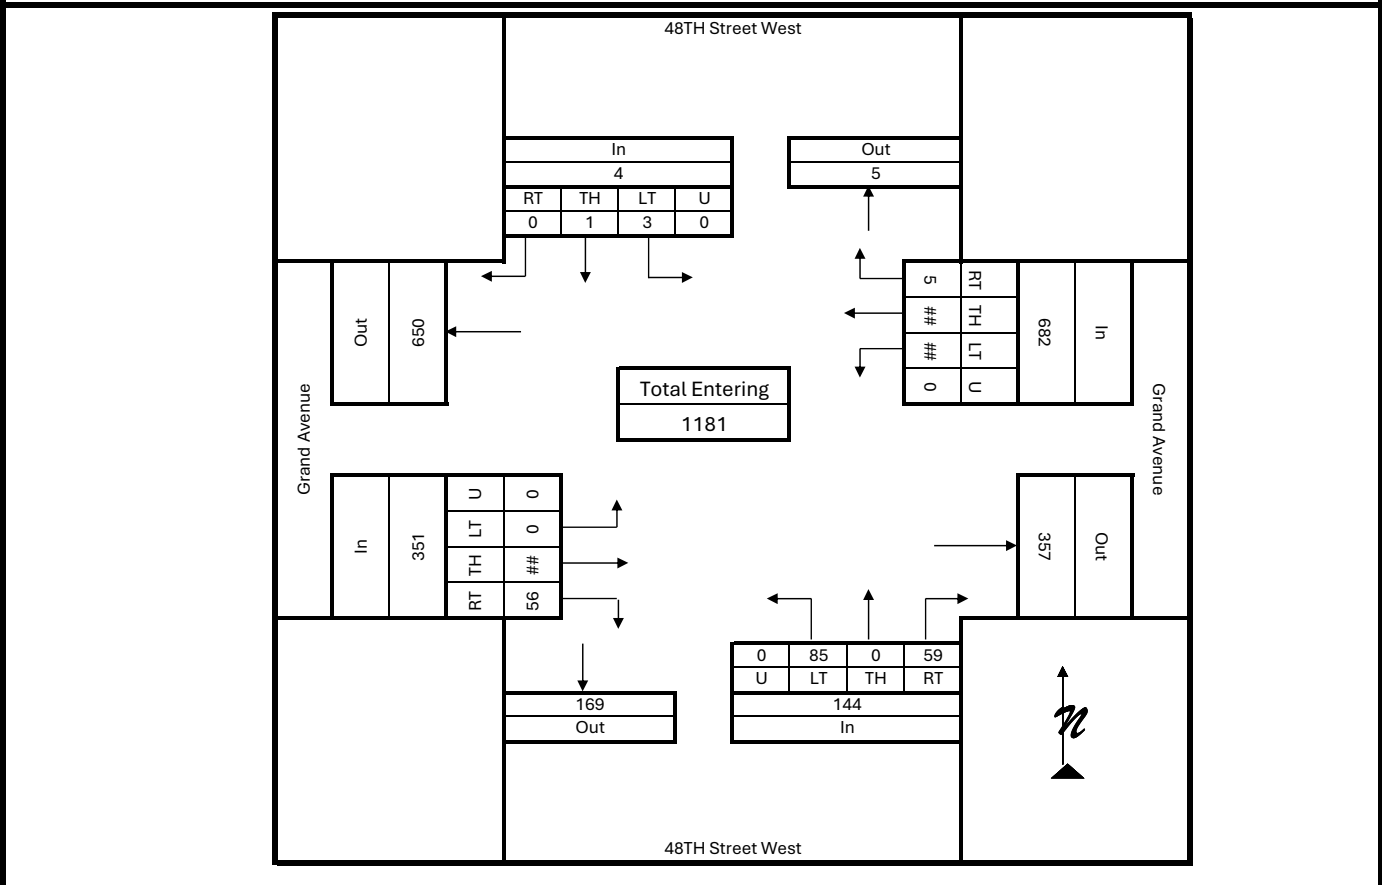 48TH Street West
In
4
RT TH LT U
0 1 3 0
Out
5
Out
650
Grand Avenue
5 RT
## TH
## LT
0 U
682
In
Grand Avenue
Total Entering
1181
In
351
U 0
LT 0
TH ##
RT 56
357
Out
0 85 0 59
U LT TH RT
144
In
169
Out
N
48TH Street West